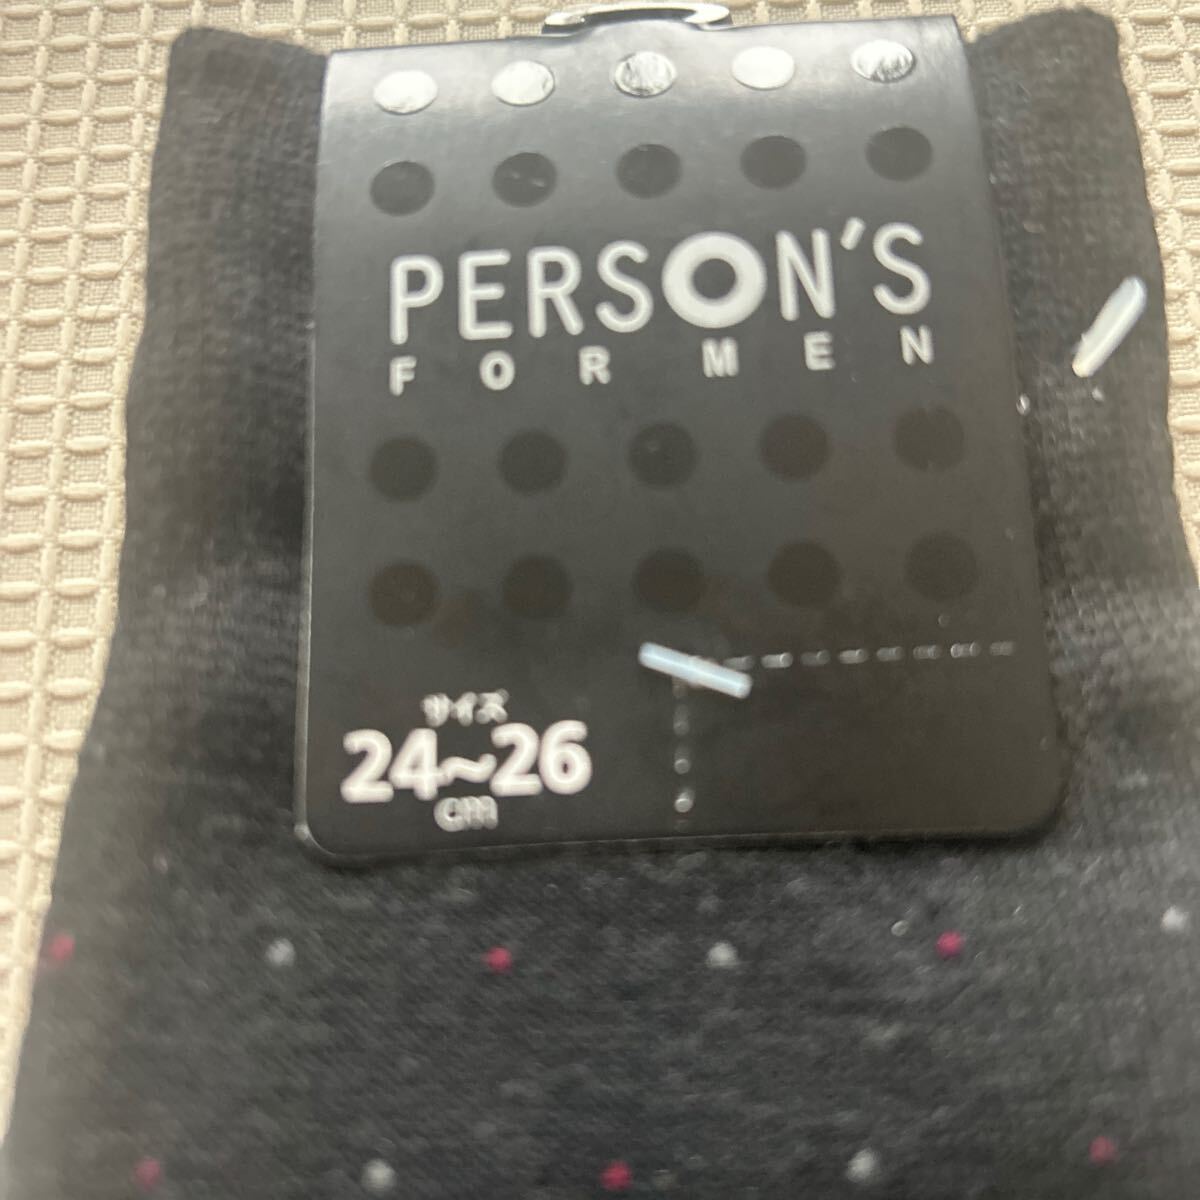 PERSON'S
FOR MEN
サイズ
24~26
cm